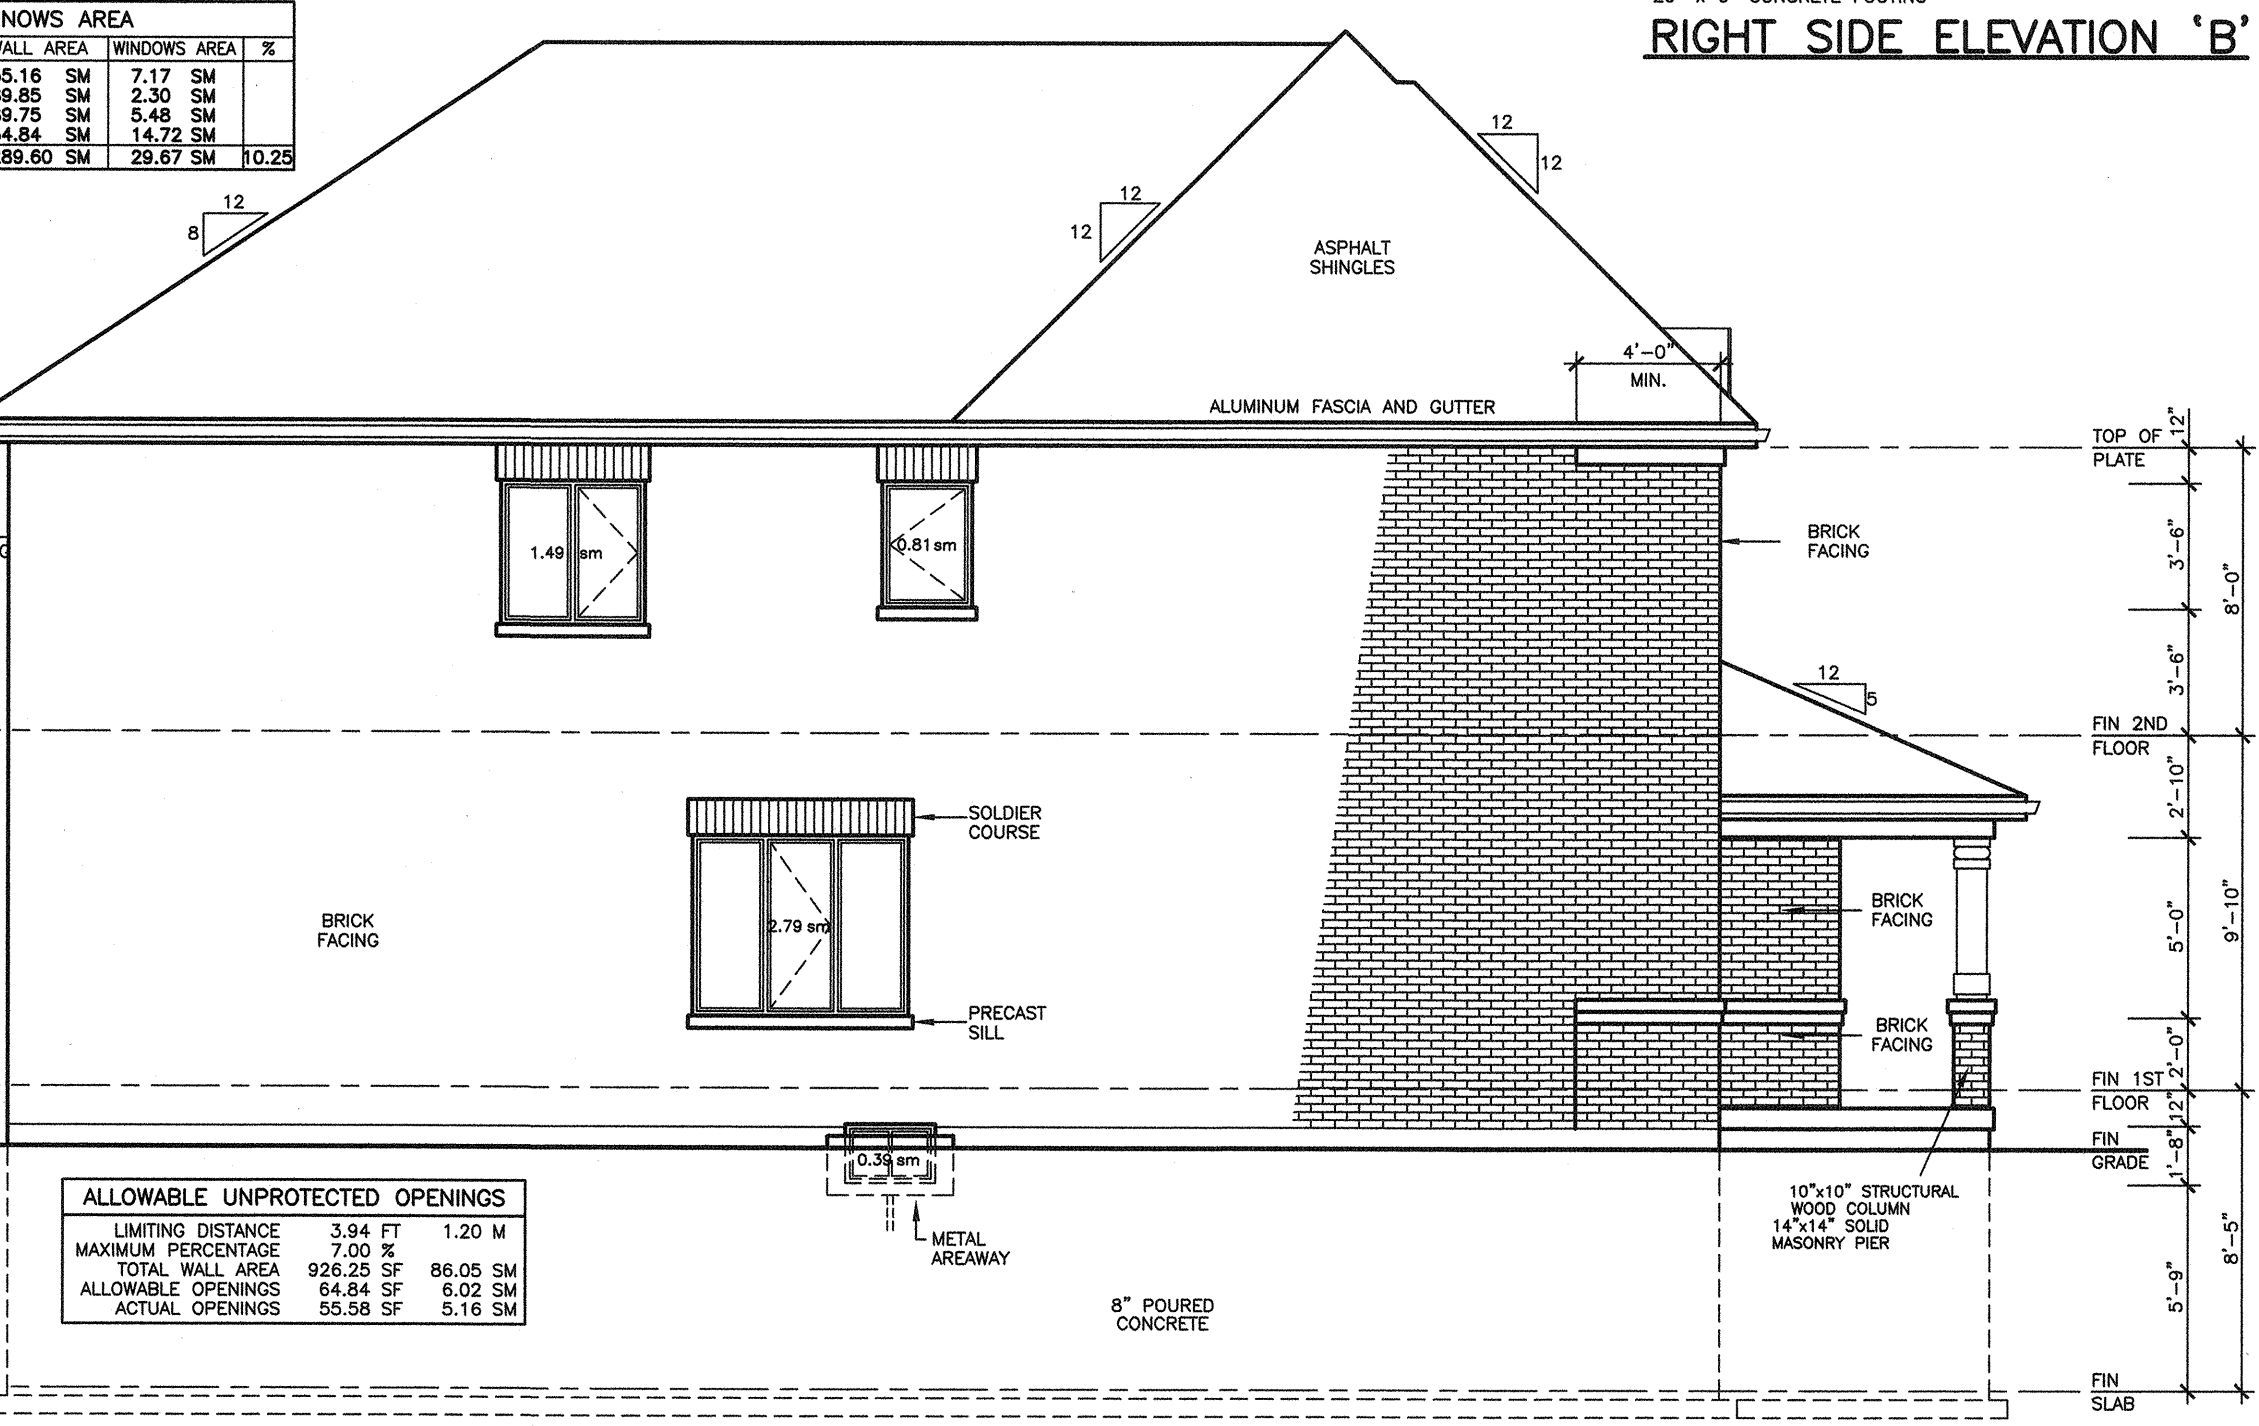 RIGHT SIDE ELEVATION 'B'
AREA
AREA WINDOWS AREA %
SM 7.17 SM
SM 2.30 SM
SM 5.48 SM
SM 14.72 SM
SM 29.67 SM 10.25
12
8
12
12
12
12
ASPHALT
SHINGLES
4'-0"
MIN.
ALUMINUM FASCIA AND GUTTER
12"
TOP OF
PLATE
BRICK
FACING
1.49 sm
0.81 sm
3'-6"
8'-0"
3'-6"
12
5
FIN 2ND
FLOOR
2'-10"
SOLDIER
COURSE
BRICK
FACING
2.79 sm
BRICK
FACING
5'-0"
9'-10"
PRECAST
SILL
BRICK
FACING
2'-0"
FIN 1ST
FLOOR
12"
FIN
GRADE
1'-8"
0.39 sm
METAL
AREAWAY
10"x10" STRUCTURAL
WOOD COLUMN
14"x14" SOLID
MASONRY PIER
ALLOWABLE UNPROTECTED OPENINGS
LIMITING DISTANCE 3.94 FT 1.20 M
MAXIMUM PERCENTAGE 7.00 %
TOTAL WALL AREA 926.25 SF 86.05 SM
ALLOWABLE OPENINGS 64.84 SF 6.02 SM
ACTUAL OPENINGS 55.58 SF 5.16 SM
8" POURED
CONCRETE
5'-9"
8'-5"
FIN
SLAB